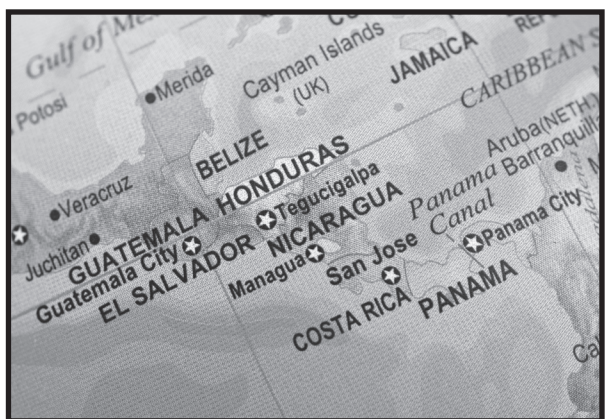 Gulf of
Merida
Potosi
Cayman Islands
(UK)
JAMAICA
CARIBBEAN
Aruba(NETH.)
Barranquilla
BELIZE
Veracruz
HONDURAS
Tegucigalpa
Juchitan
GUATEMALA
Guatemala City
EL SALVADOR
NICARAGUA
Managua
Panama
Canal
Panama City
San Jose
COSTA RICA
PANAMA